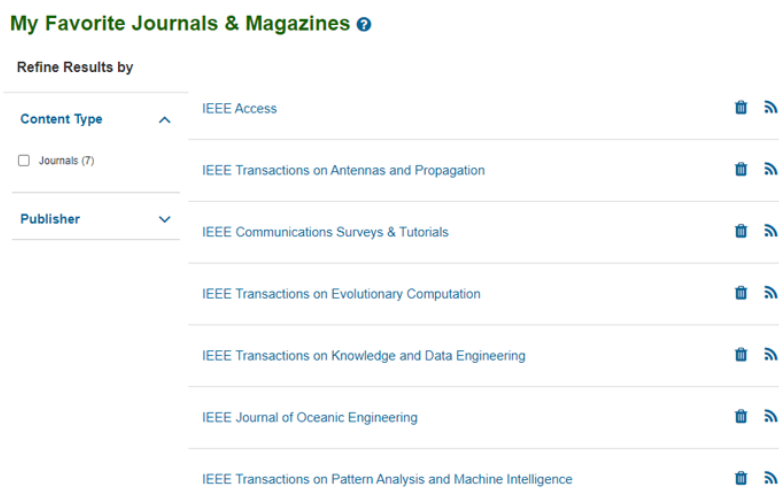 My Favorite Journals & Magazines ?
Refine Results by
Content Type
Journals (7)
Publisher
IEEE Access
IEEE Transactions on Antennas and Propagation
IEEE Communications Surveys & Tutorials
IEEE Transactions on Evolutionary Computation
IEEE Transactions on Knowledge and Data Engineering
IEEE Journal of Oceanic Engineering
IEEE Transactions on Pattern Analysis and Machine Intelligence